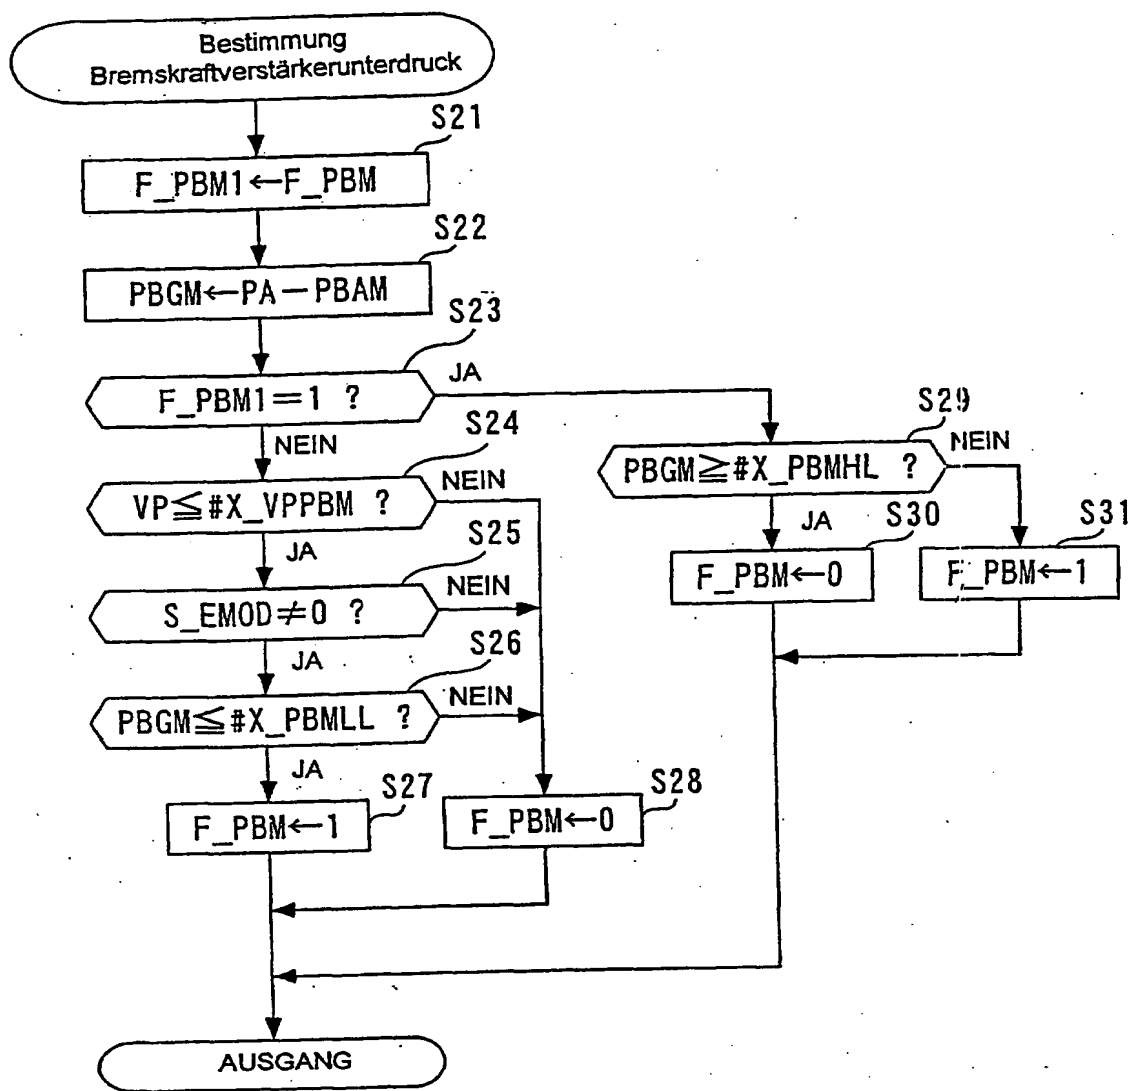 Bestimmung
Bremskraftverstärkerunterdruck
S21
F_PBM1←F_PBM
S22
PBGM←PA−PBAM
S23
F_PBM1=1 ?
JA
NEIN
S24
VP≦#X_VPPBM ?
NEIN
JA
S25
S_EMOD≠0 ?
NEIN
JA
S26
PBGM≦#X_PBMLL ?
NEIN
JA
S27
F_PBM←1
S28
F_PBM←0
S29
PBGM≧#X_PBMHL ?
NEIN
JA
S30
F_PBM←0
S31
F_PBM←1
AUSGANG